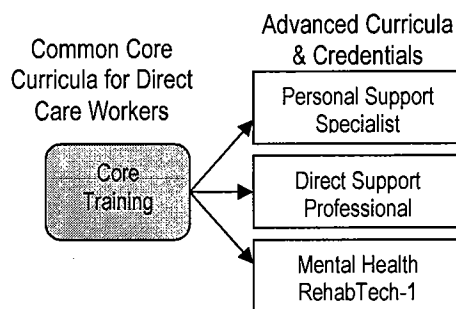 Common Core
Curricula for Direct
Care Workers
Core
Training
Advanced Curricula
& Credentials
Personal Support
Specialist
Direct Support
Professional
Mental Health
RehabTech-1